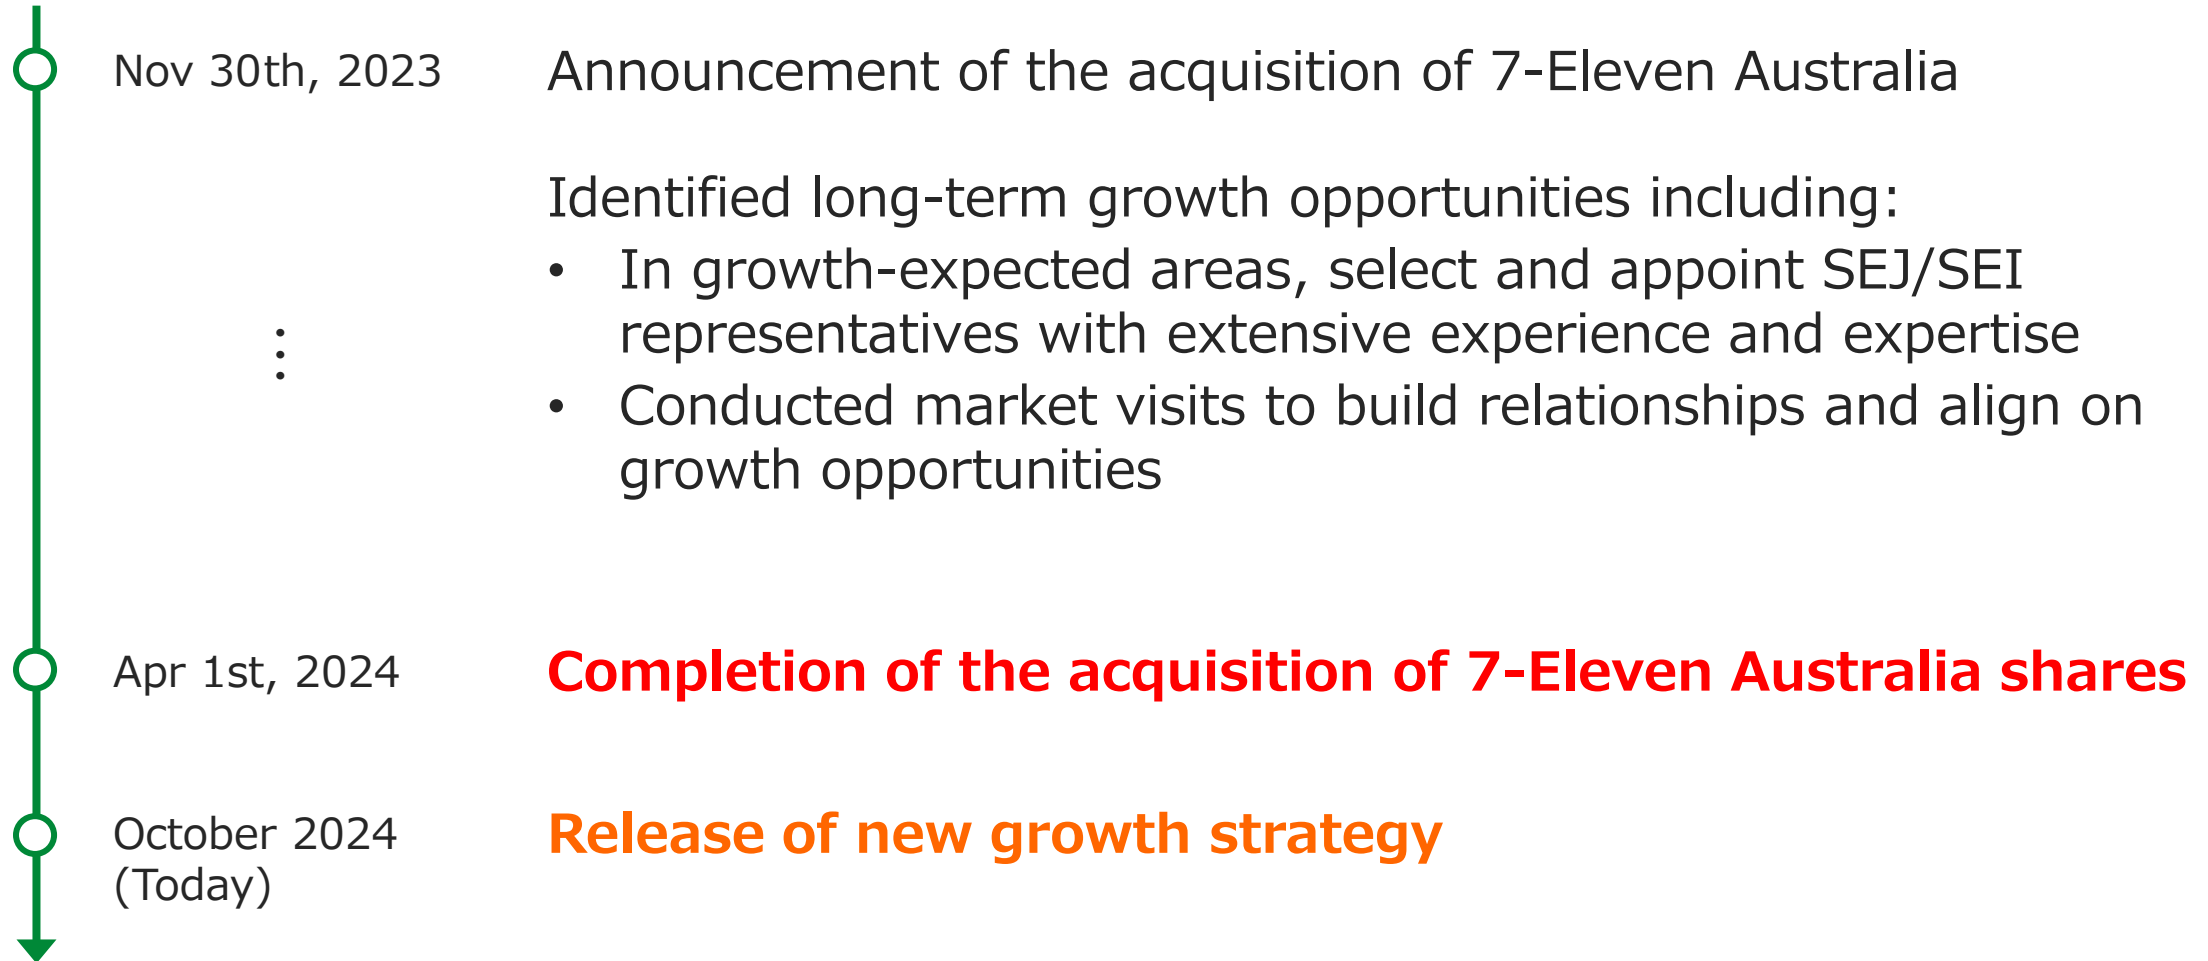 Nov 30th, 2023
Announcement of the acquisition of 7-Eleven Australia
Identified long-term growth opportunities including:
• In growth-expected areas, select and appoint SEJ/SEI
representatives with extensive experience and expertise
• Conducted market visits to build relationships and align on
growth opportunities
⋮
Apr 1st, 2024
Completion of the acquisition of 7-Eleven Australia shares
October 2024
(Today)
Release of new growth strategy